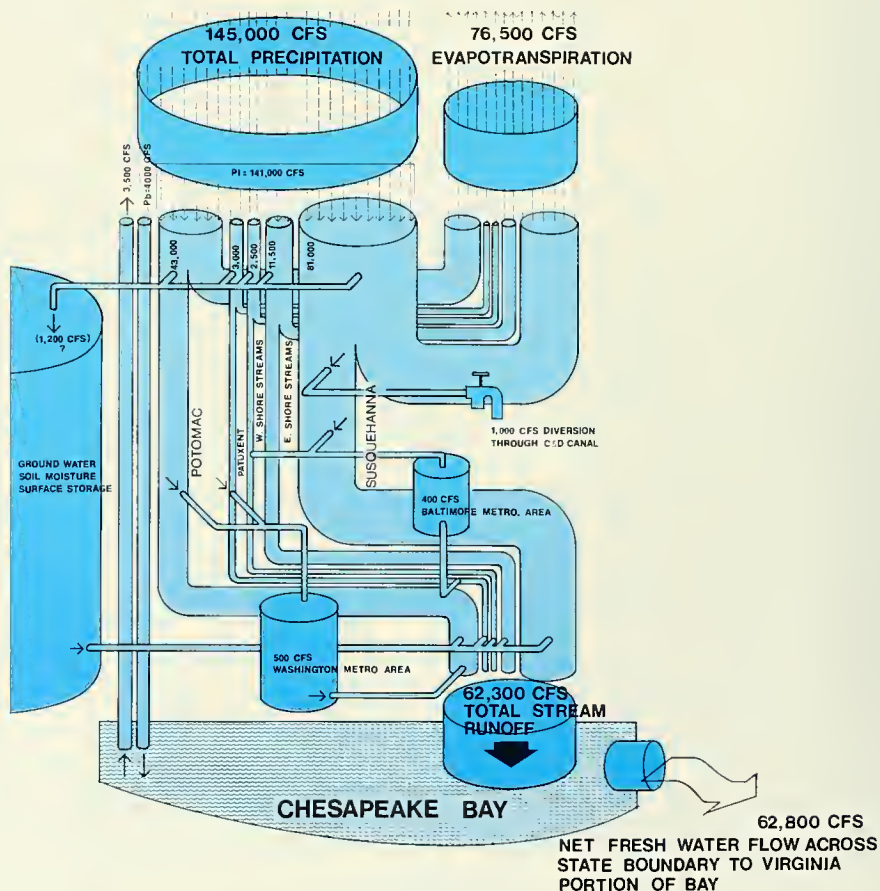 145,000 CFS
TOTAL PRECIPITATION
76,500 CFS
EVAPOTRANSPIRATION
3,500 CFS
Pb=4000 CFS
Pl = 141,000 CFS
43,000
3,000
2,500
11,500
81,000
(1,200 CFS)
?
GROUND WATER
SOIL MOISTURE
SURFACE STORAGE
POTOMAC
PATUXENT
W. SHORE STREAMS
E. SHORE STREAMS
SUSQUEHANNA
1,000 CFS DIVERSION
THROUGH C&D CANAL
400 CFS
BALTIMORE METRO. AREA
500 CFS
WASHINGTON METRO AREA
62,300 CFS
TOTAL STREAM
RUNOFF
CHESAPEAKE BAY
62,800 CFS
NET FRESH WATER FLOW ACROSS
STATE BOUNDARY TO VIRGINIA
PORTION OF BAY